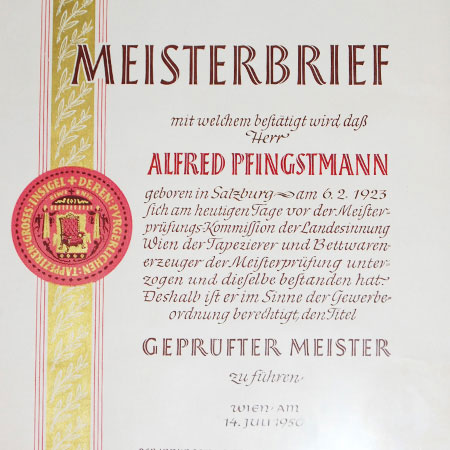 MEISTERBRIEF
mit welchem bestätigt wird, daß
Herr
ALFRED PFINGSTMANN
geboren in Salzburg am 6. 2. 1923
sich am heutigen Tage vor der Meister-
prüfungs-Kommission der Landesinnung
Wien der Tapezierer und Bettwaren-
erzeuger der Meisterprüfung unter-
zogen und dieselbe bestanden hat.
Deshalb ist er im Sinne der Gewerbe-
ordnung berechtigt, den Titel
GEPRÜFTER MEISTER
zu führen
WIEN AM
14. JULI 1950